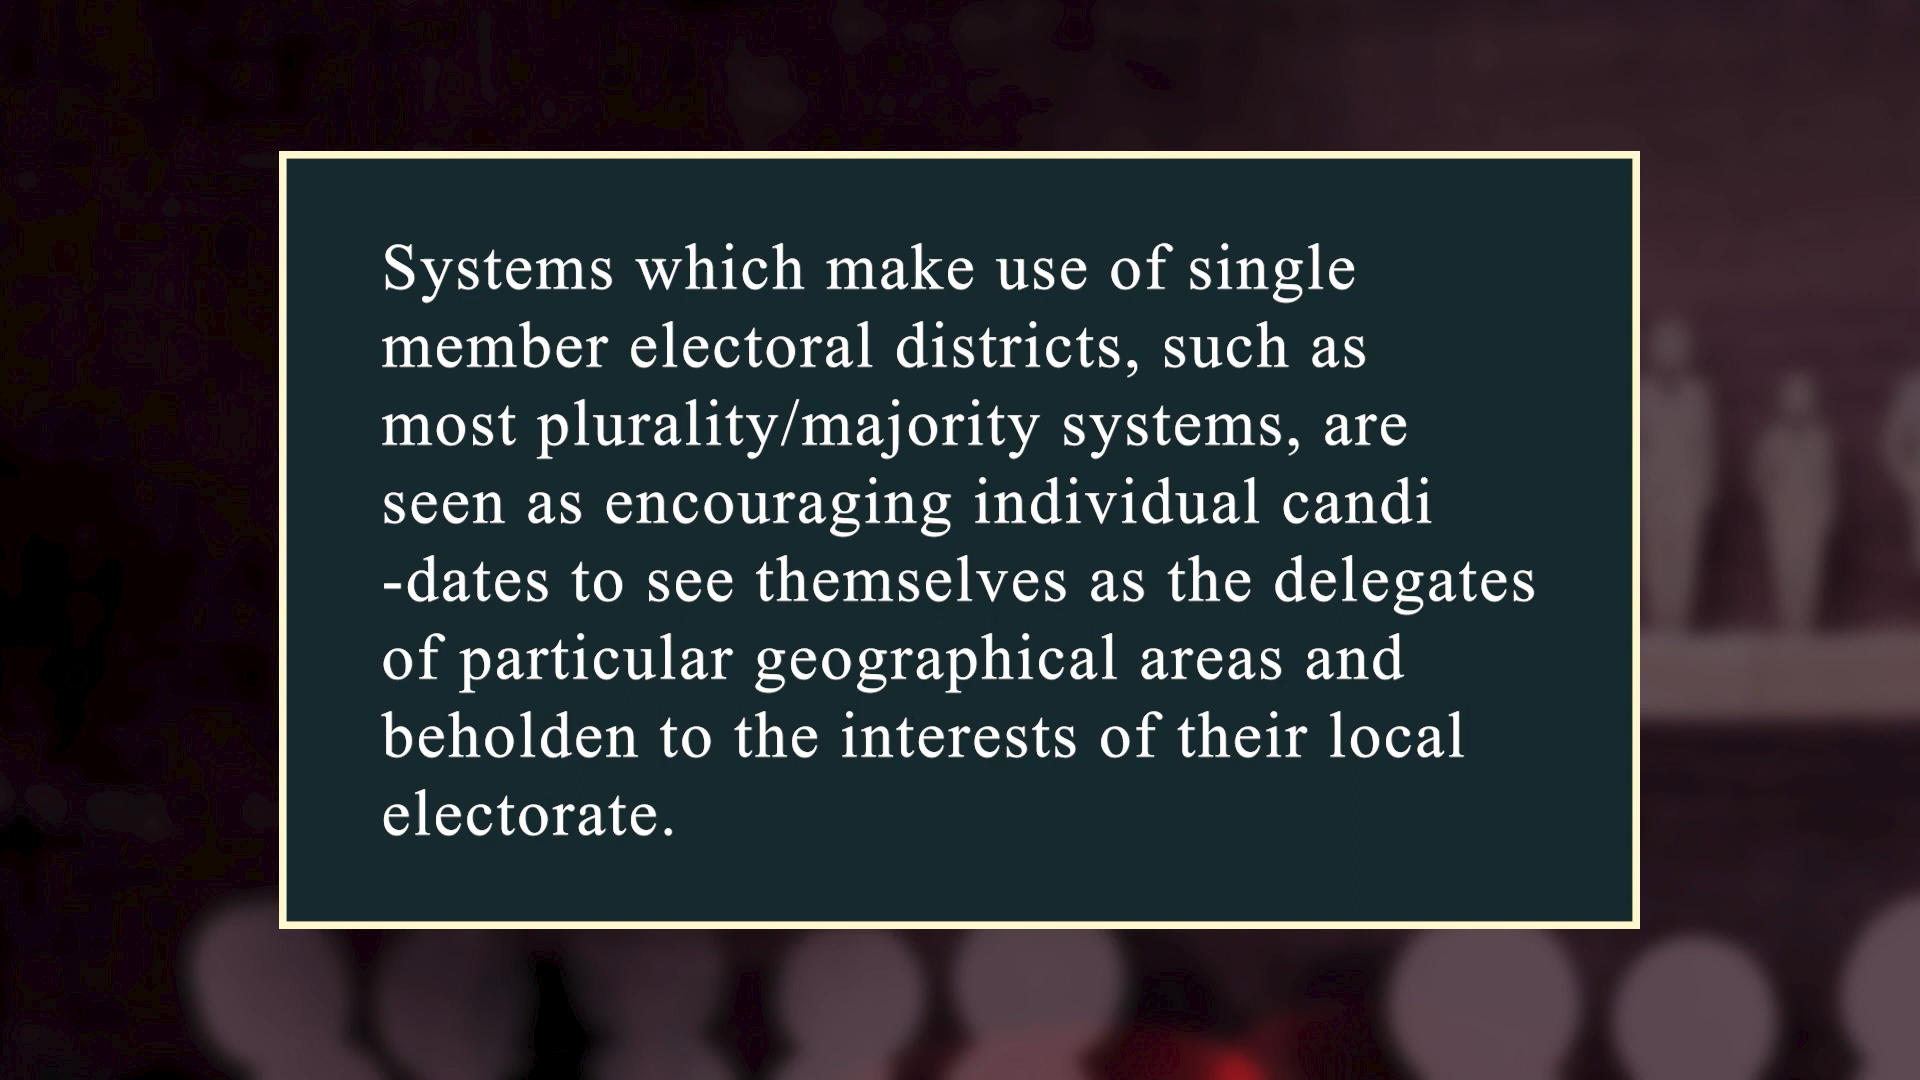 Systems which make use of single
member electoral districts, such as
most plurality/majority systems, are
seen as encouraging individual candi
-dates to see themselves as the delegates
of particular geographical areas and
beholden to the interests of their local
electorate.